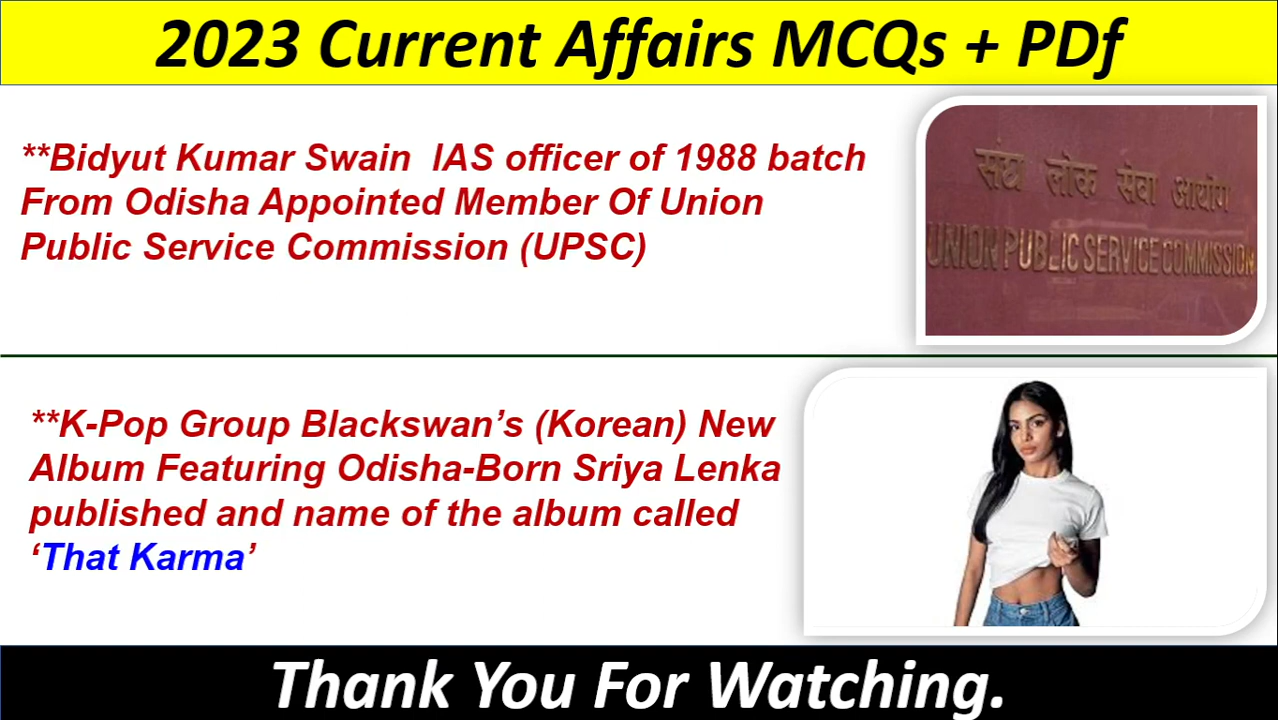 2023 Current Affairs MCQs + PDf
**Bidyut Kumar Swain IAS officer of 1988 batch
From Odisha Appointed Member Of Union
Public Service Commission (UPSC)
संघ लोक सेवा आयोग
UNION PUBLIC SERVICE COMMISSION
**K-Pop Group Blackswan’s (Korean) New
Album Featuring Odisha-Born Sriya Lenka
published and name of the album called
‘That Karma’
Thank You For Watching.